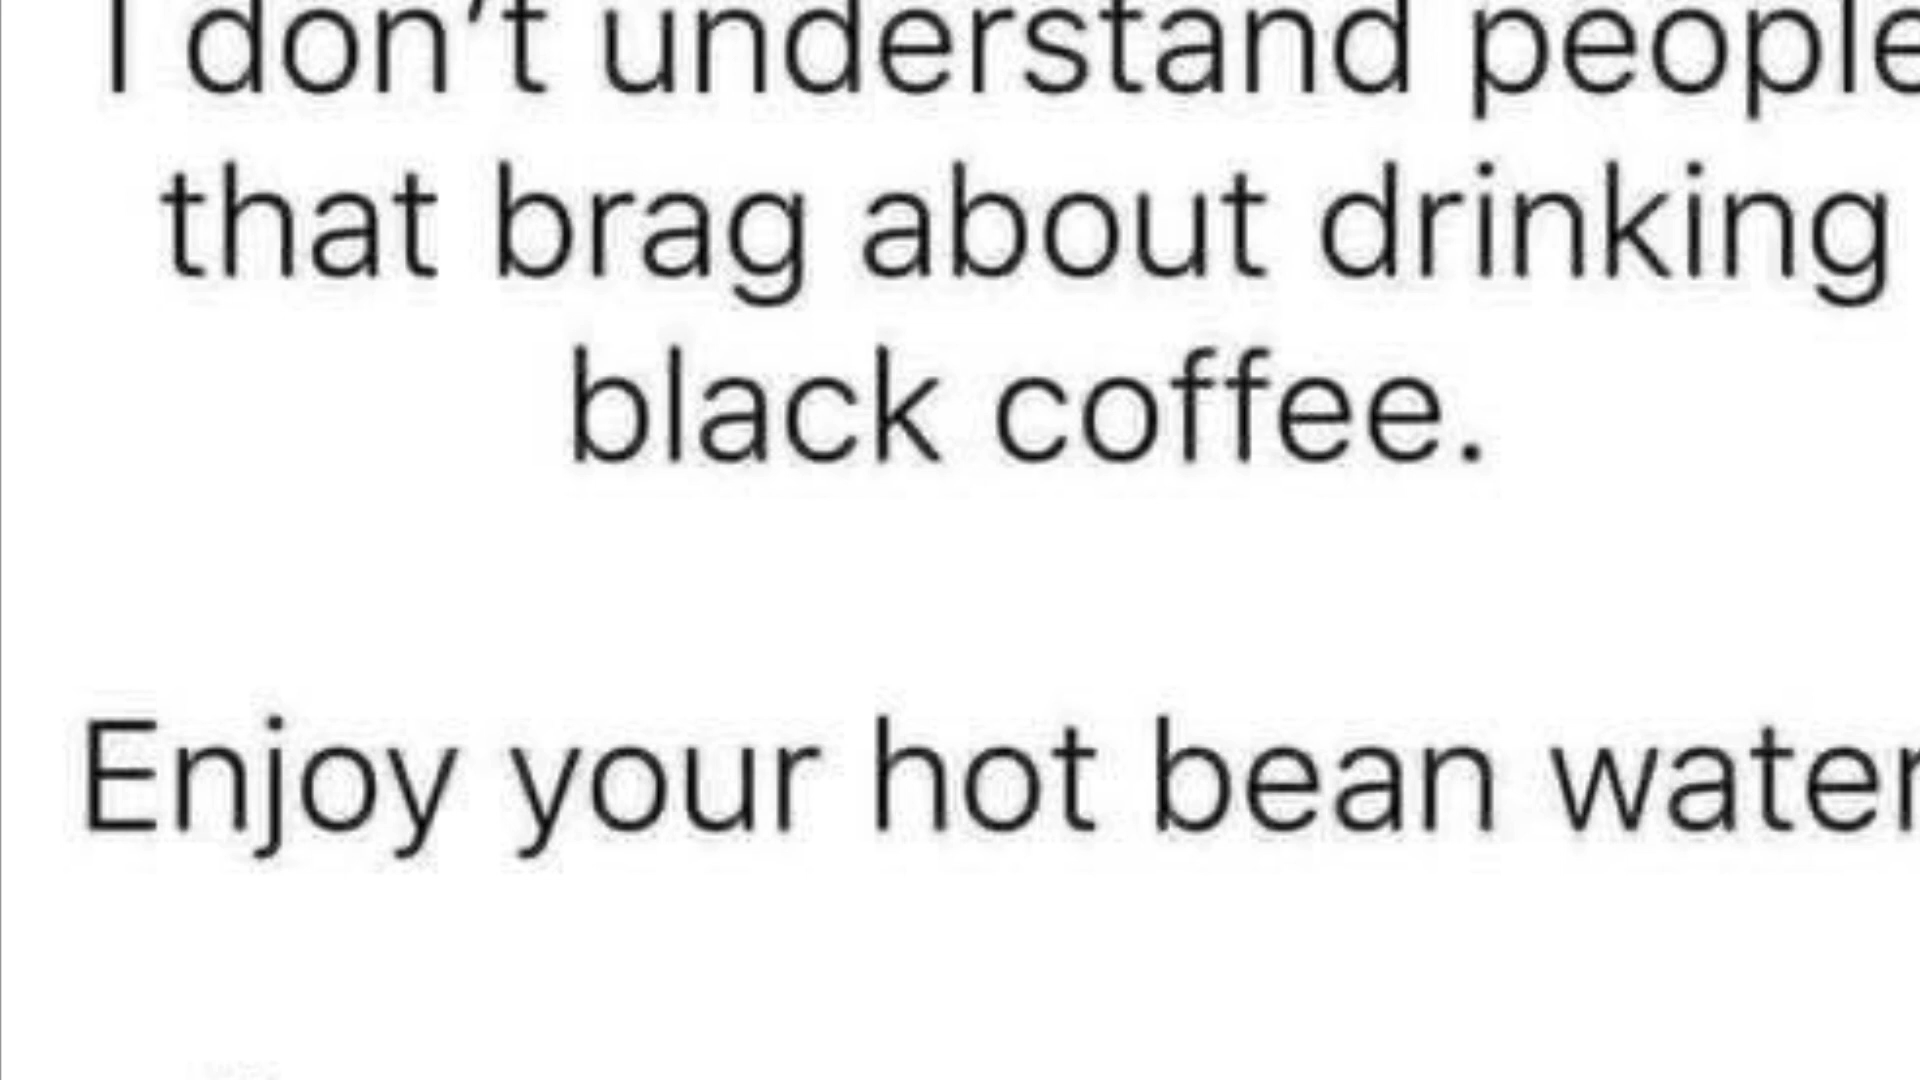 I don't understand people
that brag about drinking
black coffee.
Enjoy your hot bean water